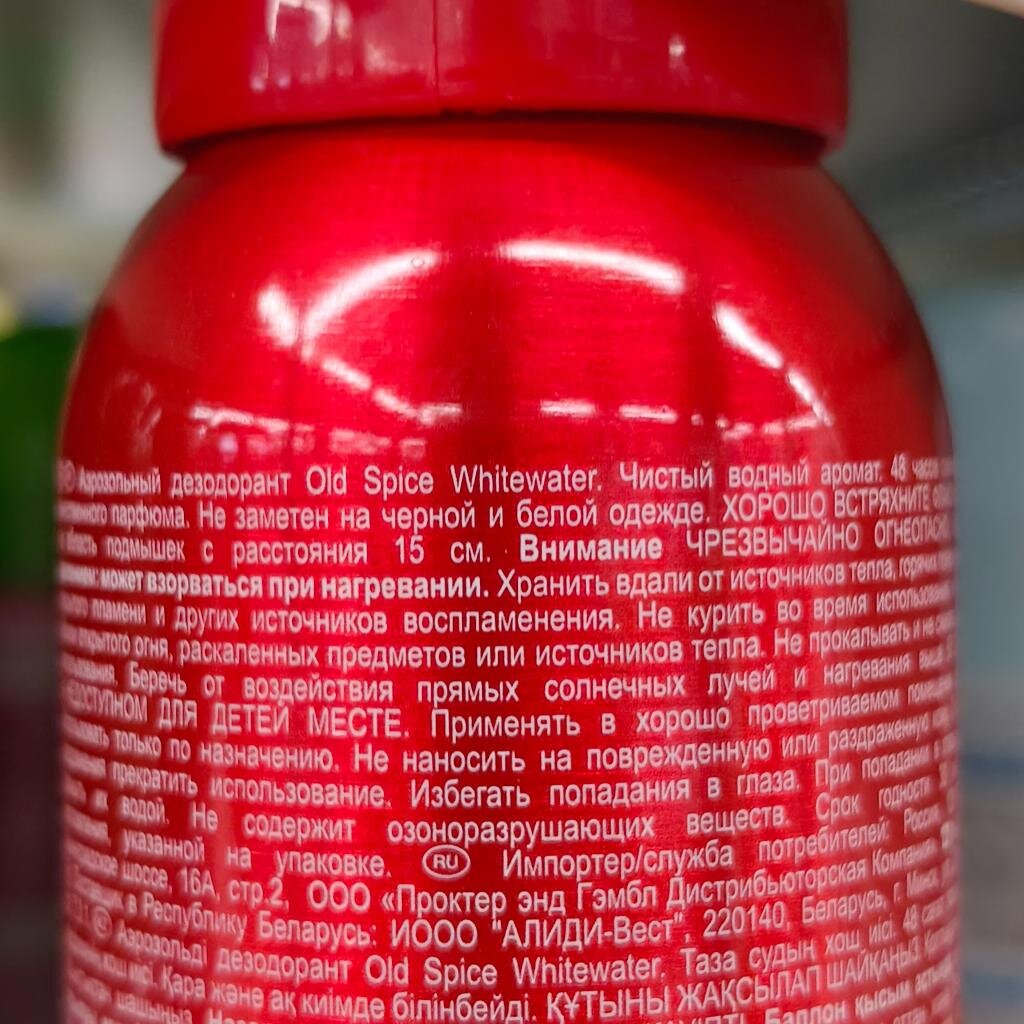 Аэрозольный дезодорант Old Spice Whitewater. Чистый водный аромат. 48 часов
парфюма. Не заметен на черной и белой одежде. ХОРОШО ВСТРЯХНИТЕ
подмышек с расстояния 15 см. Внимание ЧРЕЗВЫЧАЙНО
может взорваться при нагревании. Хранить вдали от источников тепла,
пламени и других источников воспламенения. Не курить во время
открытого огня, раскаленных предметов или источников тепла. Не прокалывать и не
Беречь от воздействия прямых солнечных лучей и нагревания
ДЛЯ ДЕТЕЙ МЕСТЕ. Применять в хорошо проветриваемом
только по назначению. Не наносить на поврежденную или раздраженную
прекратить использование. Избегать попадания в глаза. При попадании в
их водой. Не содержит озоноразрушающих веществ. Срок годности
указанной на упаковке. RU Импортер/служба потребителей:
шоссе, 16А, стр.2, ООО «Проктер энд Гэмбл Дистрибьюторская Компания,
в Республику Беларусь: ИООО "АЛИДИ-Вест" 220140, Беларусь, г.
Аэрозольді дезодорант Old Spice Whitewater. Таза судың хош иісі. 48
иісі. Қара және ақ киімде білінбейді. ҚҰТЫНЫ ЖАҚСЫЛАП ШАЙҚАҢЫЗ.
Баллон қысым